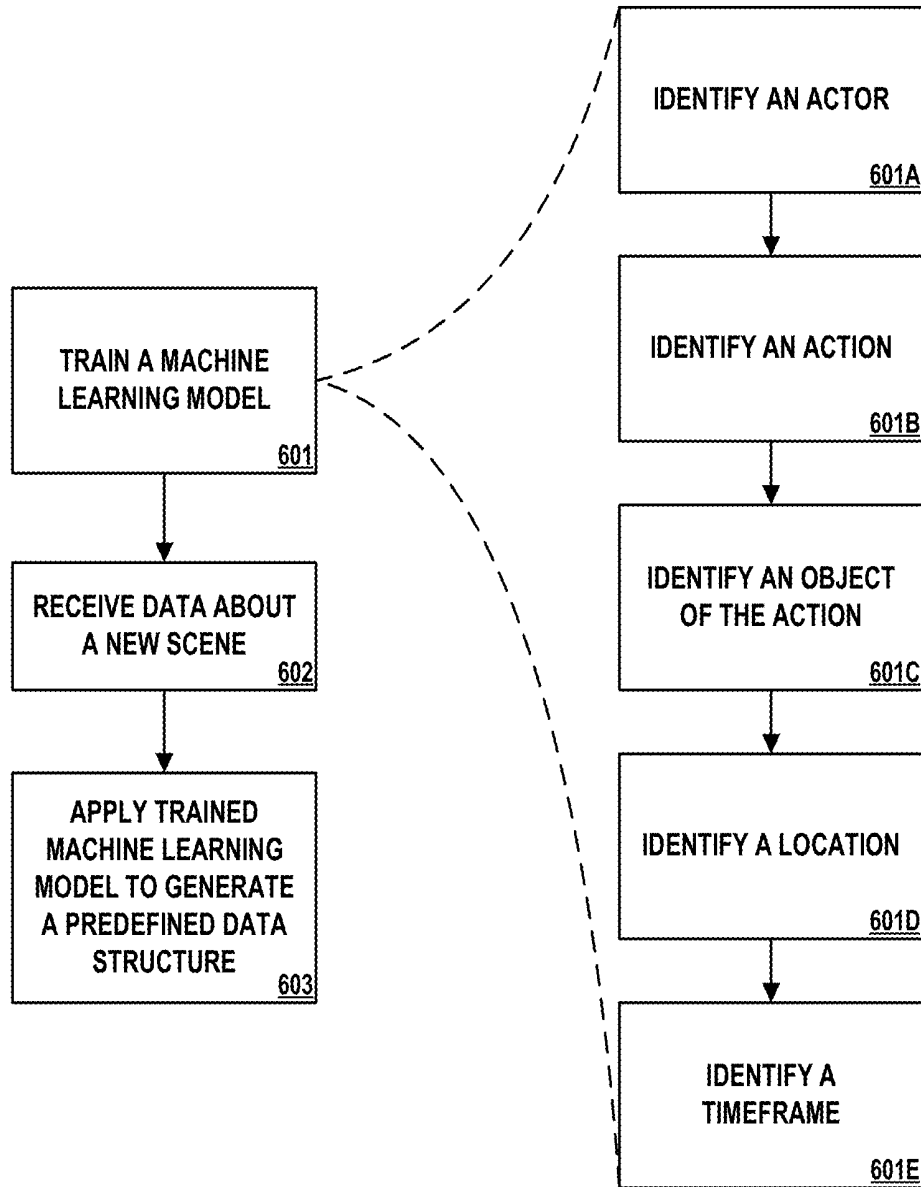 TRAIN A MACHINE
LEARNING MODEL
601
RECEIVE DATA ABOUT
A NEW SCENE
602
APPLY TRAINED
MACHINE LEARNING
MODEL TO GENERATE
A PREDEFINED DATA
STRUCTURE
603
IDENTIFY AN ACTOR
601A
IDENTIFY AN ACTION
601B
IDENTIFY AN OBJECT
OF THE ACTION
601C
IDENTIFY A LOCATION
601D
IDENTIFY A
TIMEFRAME
601E